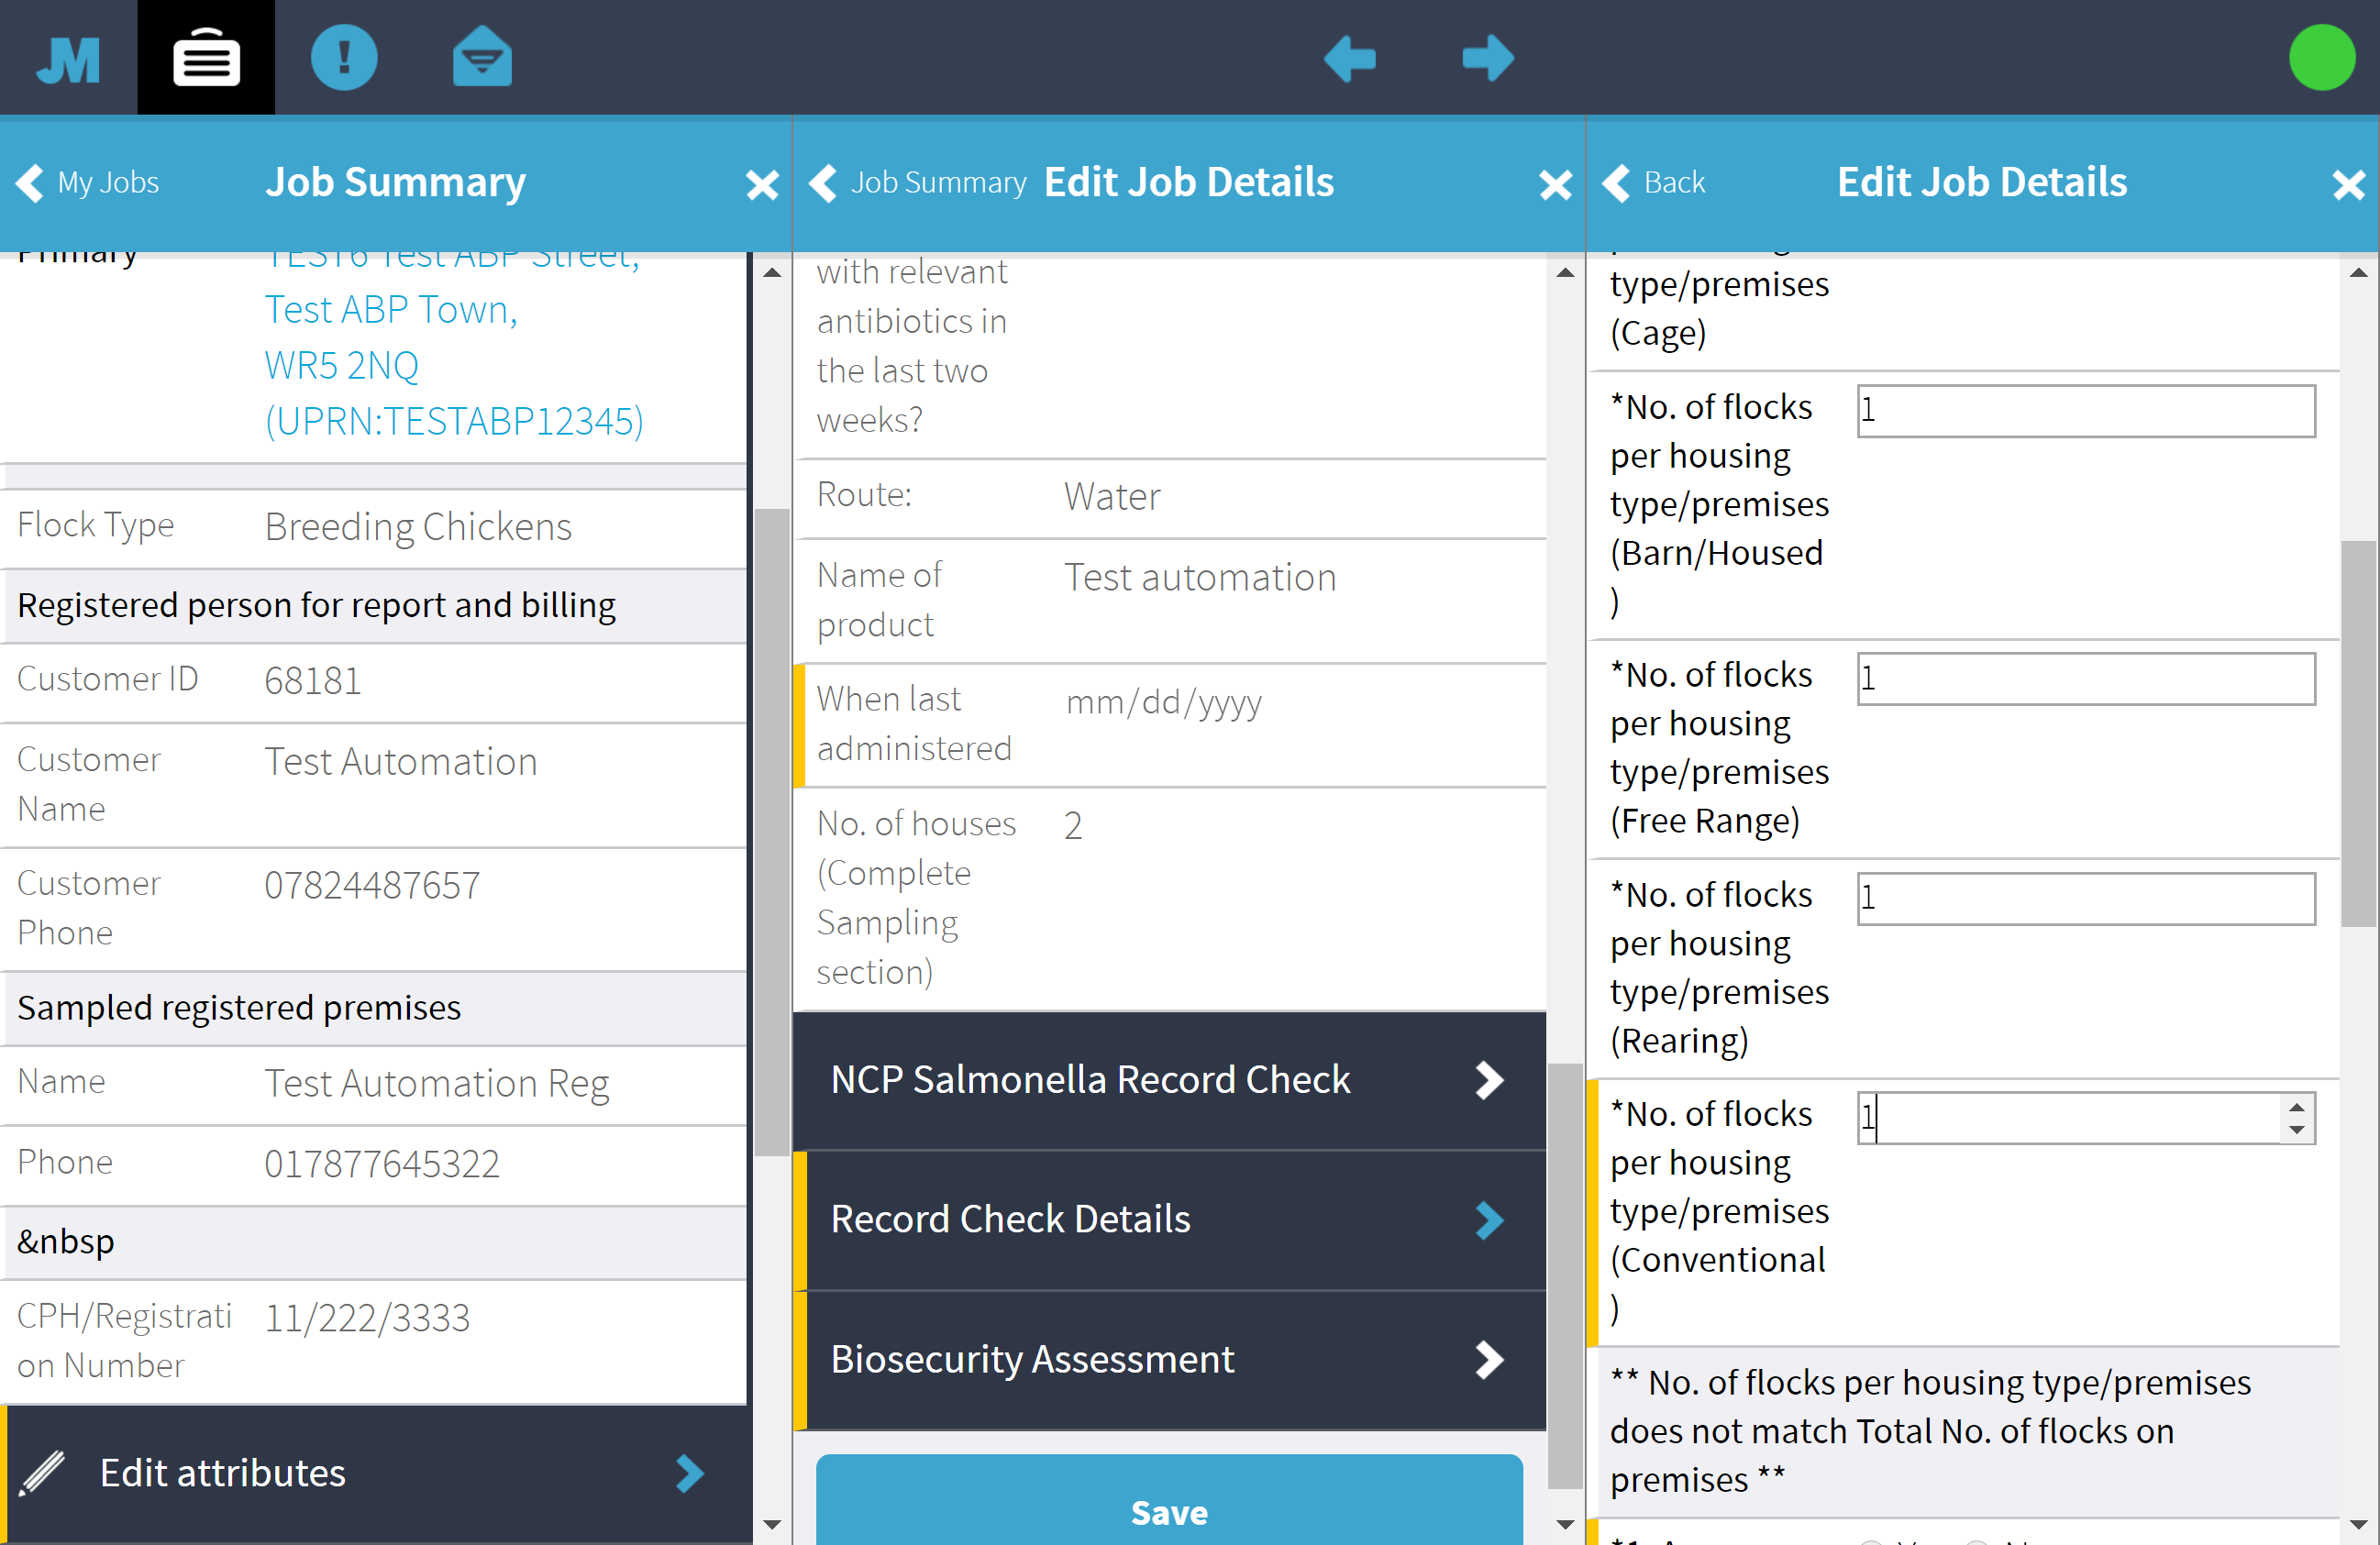 JM
My Jobs
Job Summary
Primary
TEST6 Test ABP Street,
Test ABP Town,
WR5 2NQ
(UPRN:TESTABP12345)
Flock Type
Breeding Chickens
Registered person for report and billing
Customer ID
68181
Customer
Name
Test Automation
Customer
Phone
07824487657
Sampled registered premises
Name
Test Automation Reg
Phone
017877645322
&nbsp
CPH/Registrati
on Number
11/222/3333
Edit attributes
Job Summary
Edit Job Details
with relevant
antibiotics in
the last two
weeks?
Route:
Water
Name of
product
Test automation
When last
administered
mm/dd/yyyy
No. of houses
(Complete
Sampling
section)
2
NCP Salmonella Record Check
Record Check Details
Biosecurity Assessment
Save
Back
Edit Job Details
type/premises
(Cage)
*No. of flocks
per housing
type/premises
(Barn/Housed
)
1
*No. of flocks
per housing
type/premises
(Free Range)
1
*No. of flocks
per housing
type/premises
(Rearing)
1
*No. of flocks
per housing
type/premises
(Conventional
)
1
** No. of flocks per housing type/premises
does not match Total No. of flocks on
premises **